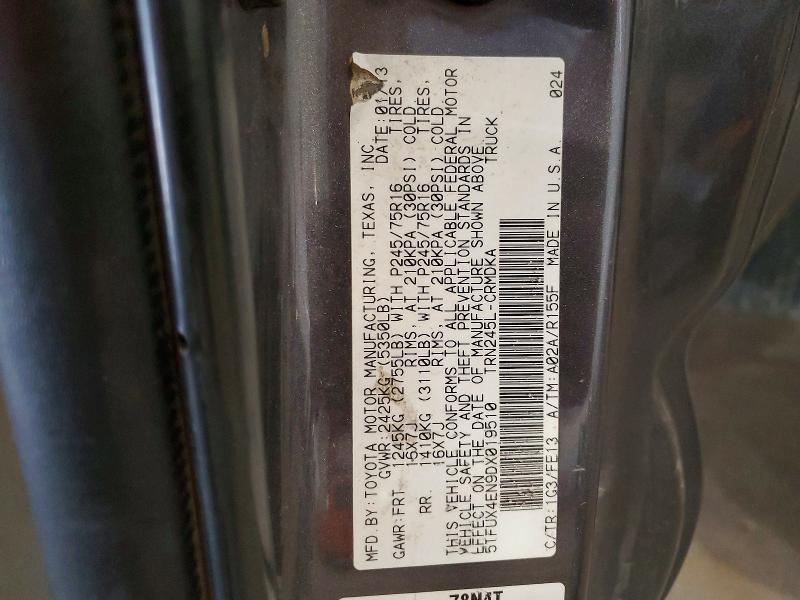 MFD.BY:TOYOTA MOTOR MANUFACTURING, TEXAS, INC.
GVWR:2425KG (5350LB) DATE:01/13
GAWR:FRT 1245KG (2755LB) WITH P245/75R16 TIRES,
16X7J RIMS, AT 210KPA (30PSI) COLD
RR. 1410KG (3110LB) WITH P245/75R16 TIRES,
16X7J RIMS, AT 210KPA (30PSI) COLD
THIS VEHICLE CONFORMS TO ALL APPLICABLE FEDERAL MOTOR
VEHICLE SAFETY AND THEFT PREVENTION STANDARDS IN
EFFECT ON THE DATE OF MANUFACTURE SHOWN ABOVE.
5TFUX4EN9DX019510 TRN245L-CRMDKA TRUCK
C/TR:1G3/FE13 A/TM:A02A/R155F MADE IN U.S.A. 024
78N4T